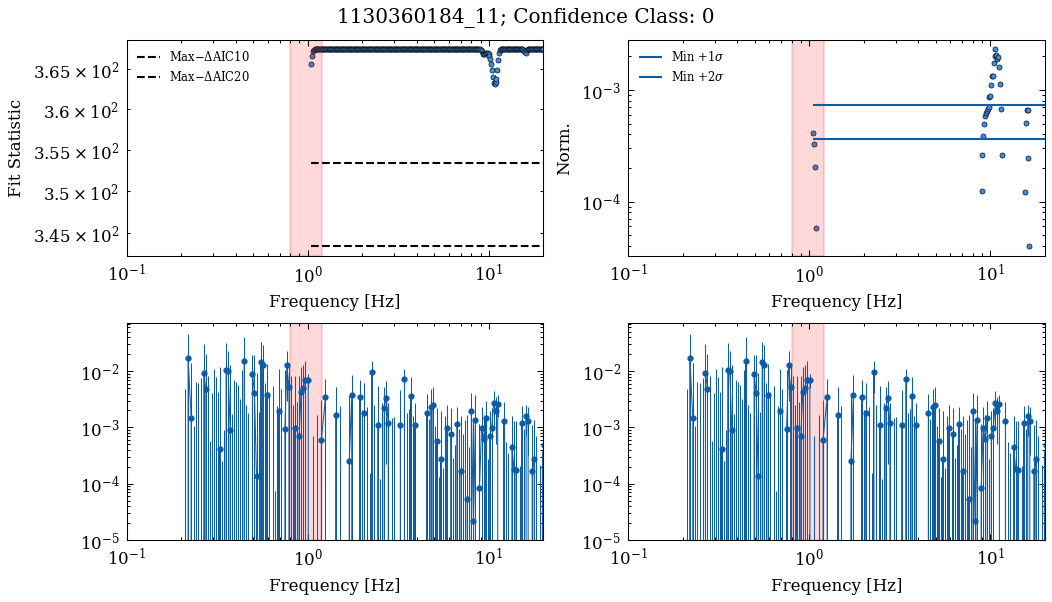 1130360184_11; Confidence Class: 0
Fit Statistic
3.65 × 10²
3.6 × 10²
3.55 × 10²
3.5 × 10²
3.45 × 10²
Max−ΔAIC10
Max−ΔAIC20
10⁻¹ 10⁰ 10¹
Frequency [Hz]
Norm.
10⁻³
10⁻⁴
Min +1σ
Min +2σ
10⁻¹ 10⁰ 10¹
Frequency [Hz]
10⁻²
10⁻³
10⁻⁴
10⁻⁵
10⁻¹ 10⁰ 10¹
Frequency [Hz]
10⁻²
10⁻³
10⁻⁴
10⁻⁵
10⁻¹ 10⁰ 10¹
Frequency [Hz]